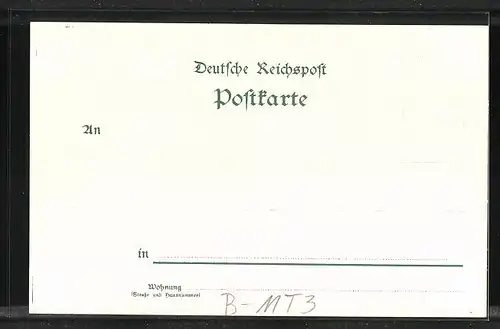 Deutsche Reichspost
Postkarte
An
in
Wohnung
(Straße und Hausnummer)
B-MT3